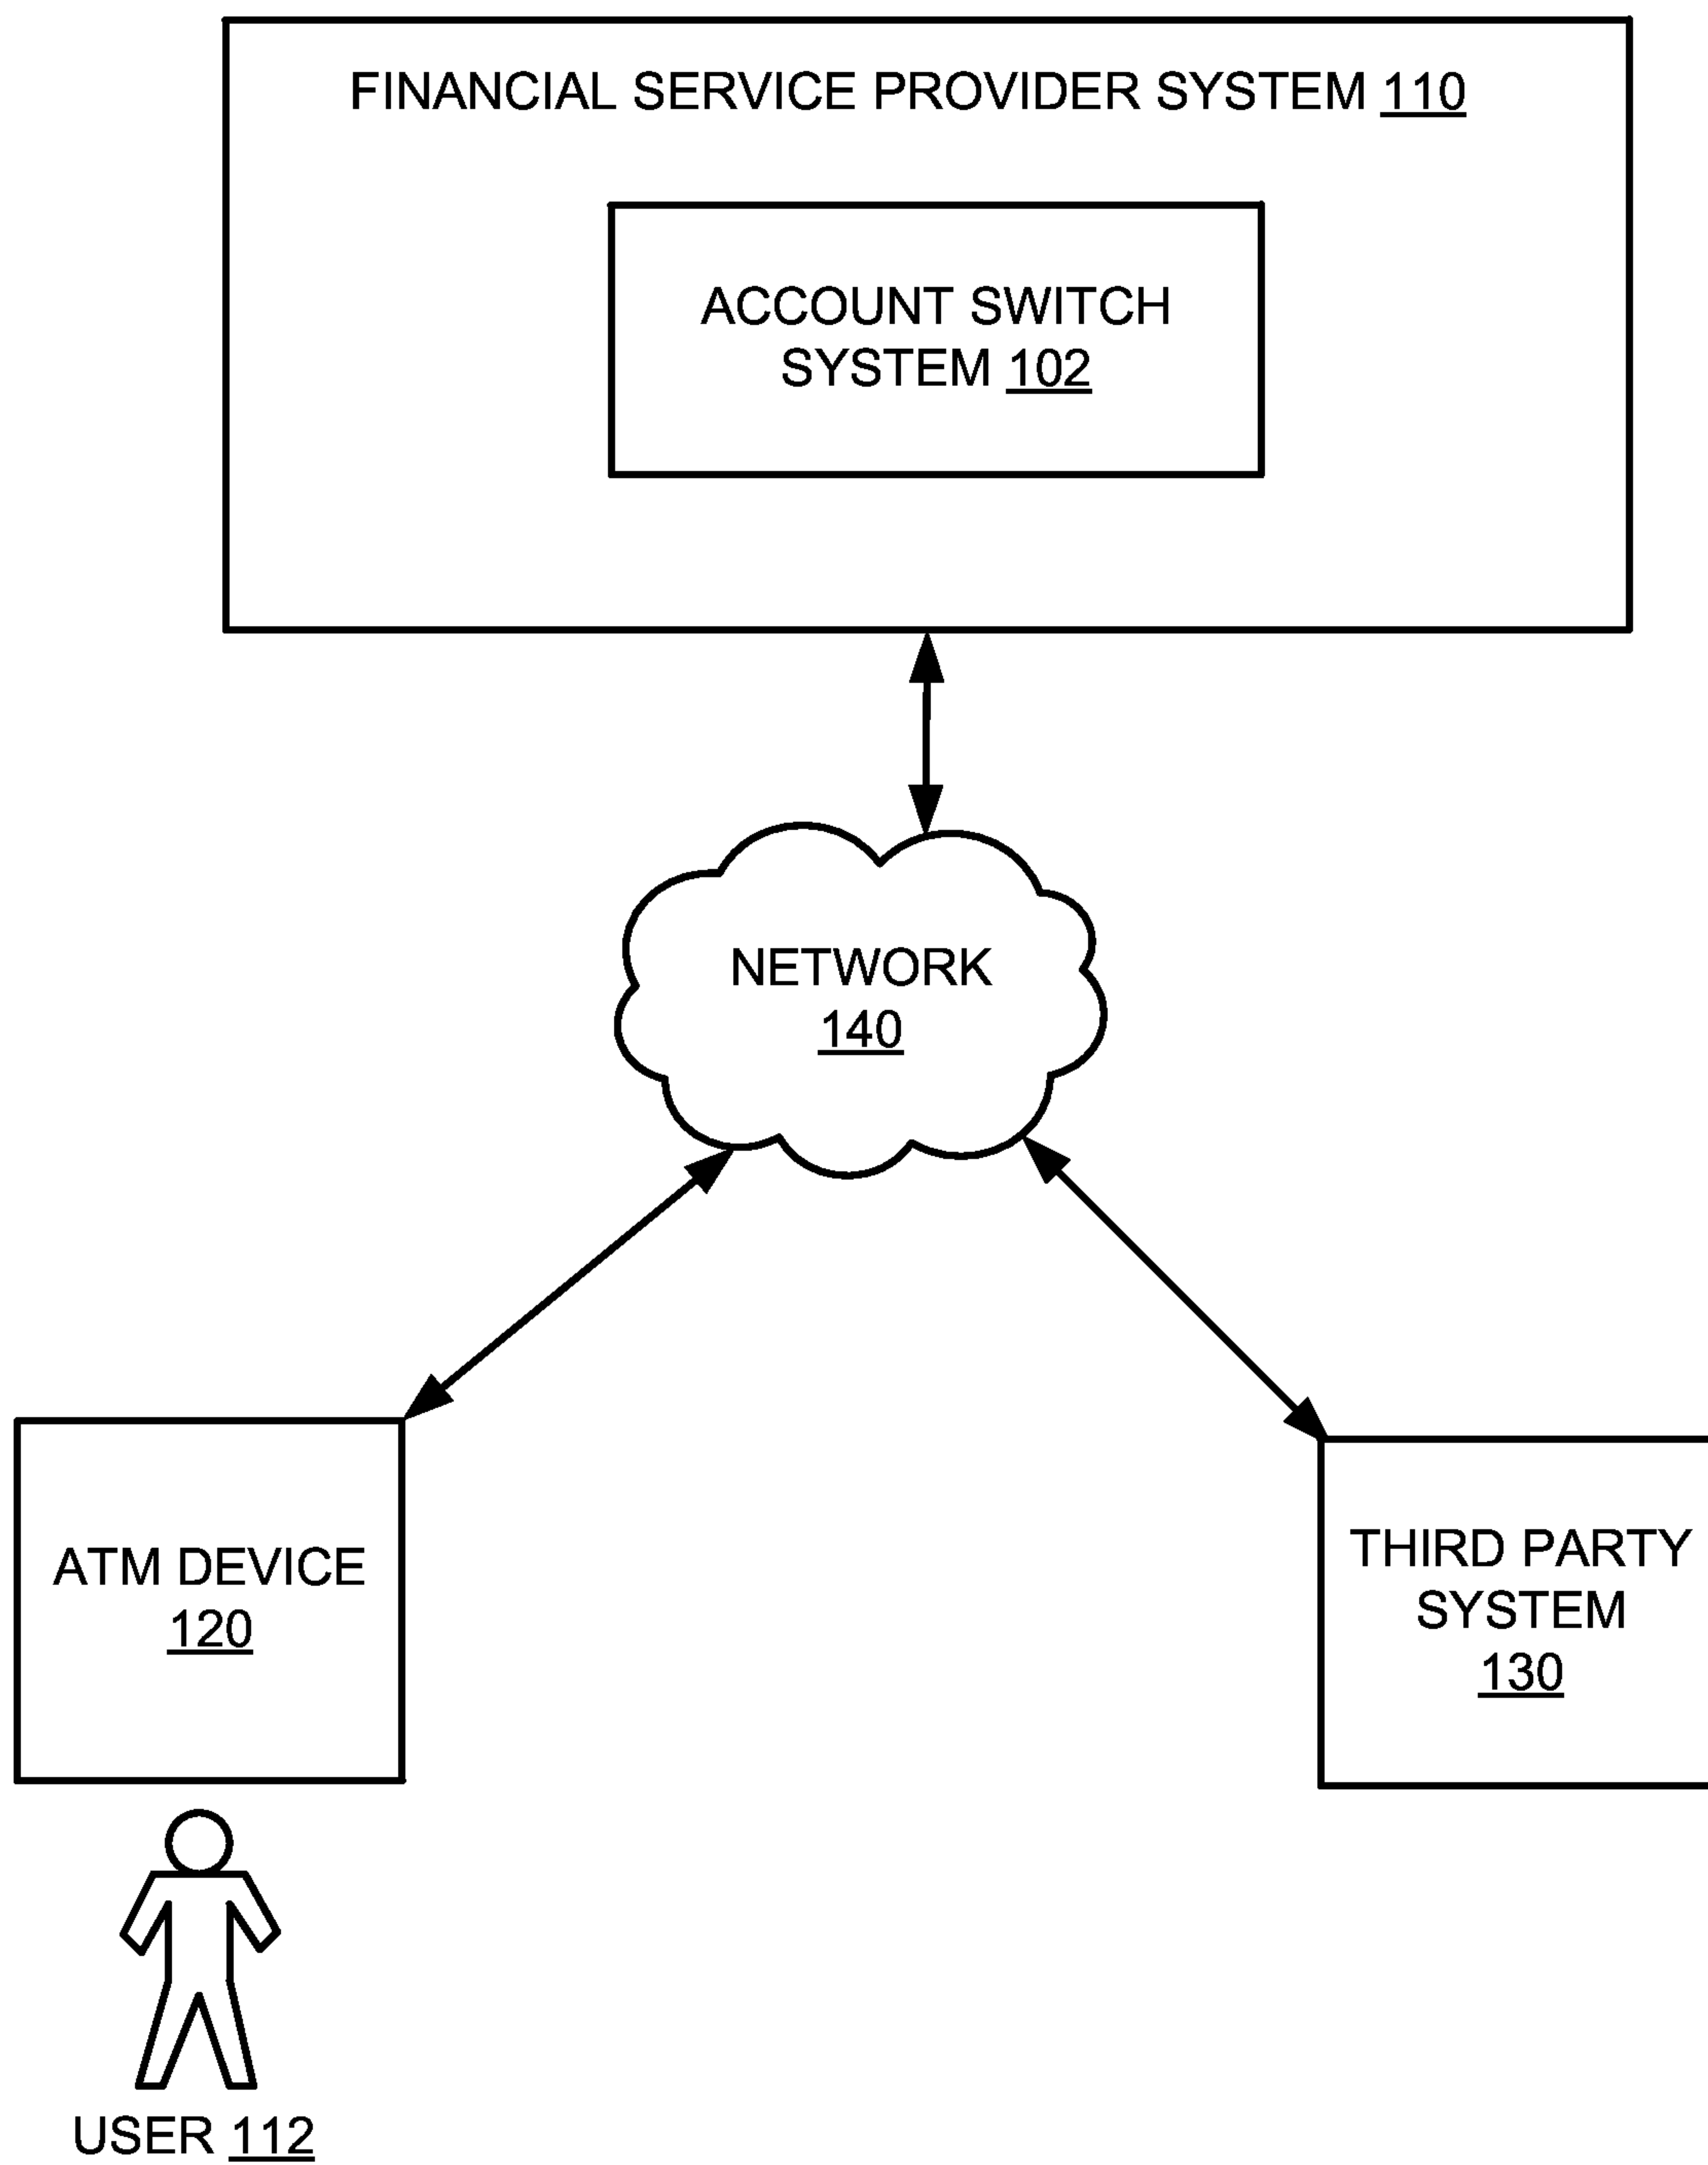 FINANCIAL SERVICE PROVIDER SYSTEM 110
ACCOUNT SWITCH
SYSTEM 102
NETWORK
140
ATM DEVICE
120
THIRD PARTY
SYSTEM
130
USER 112